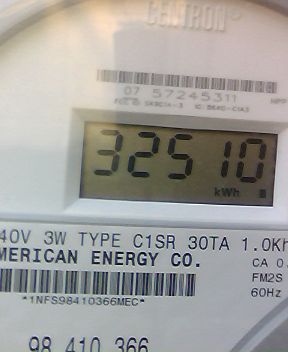 CENTRON®
07 57245311
32510
kWh
40V 3W TYPE C1SR 30TA 1.0Kh
MERICAN ENERGY CO.
CA 0.
FM2S
60Hz
*1NFS98410366MEC*
98 410 366